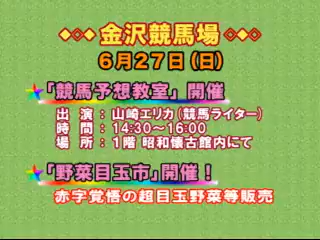 金沢競馬場
6月27日(日)
「競馬予想教室」開催
出 演 : 山崎エリカ(競馬ライター)
時 間 : 14:30~16:00
場 所 : 1階 昭和懐古館内にて
「野菜目玉市」開催!
赤字覚悟の超目玉野菜等販売